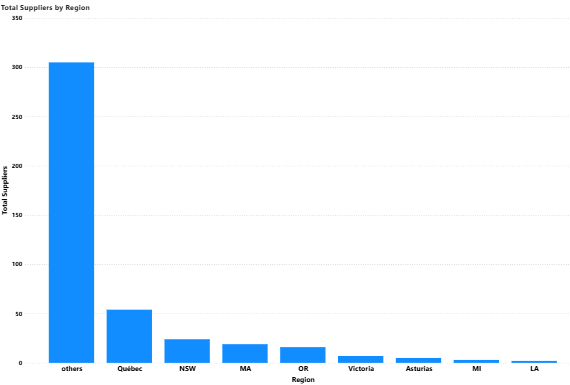 Total Suppliers by Region
350
300
250
200
150
100
50
0
Total Suppliers
others Québec NSW MA OR Victoria Asturias MI LA
Region